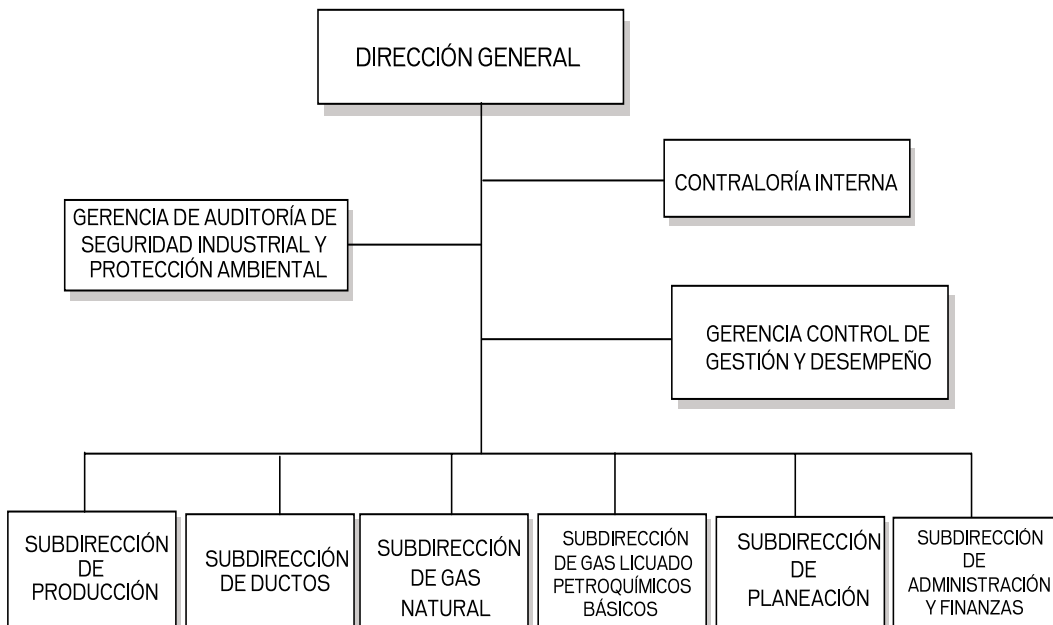 DIRECCIÓN GENERAL
CONTRALORÍA INTERNA
GERENCIA DE AUDITORÍA DE
SEGURIDAD INDUSTRIAL Y
PROTECCIÓN AMBIENTAL
GERENCIA CONTROL DE
GESTIÓN Y DESEMPEÑO
SUBDIRECCIÓN
DE
PRODUCCIÓN
SUBDIRECCIÓN
DE DUCTOS
SUBDIRECCIÓN
DE GAS
NATURAL
SUBDIRECCIÓN
DE GAS LICUADO
PETROQUÍMICOS
BÁSICOS
SUBDIRECCIÓN
DE
PLANEACIÓN
SUBDIRECCIÓN
DE
ADMINISTRACIÓN
Y FINANZAS